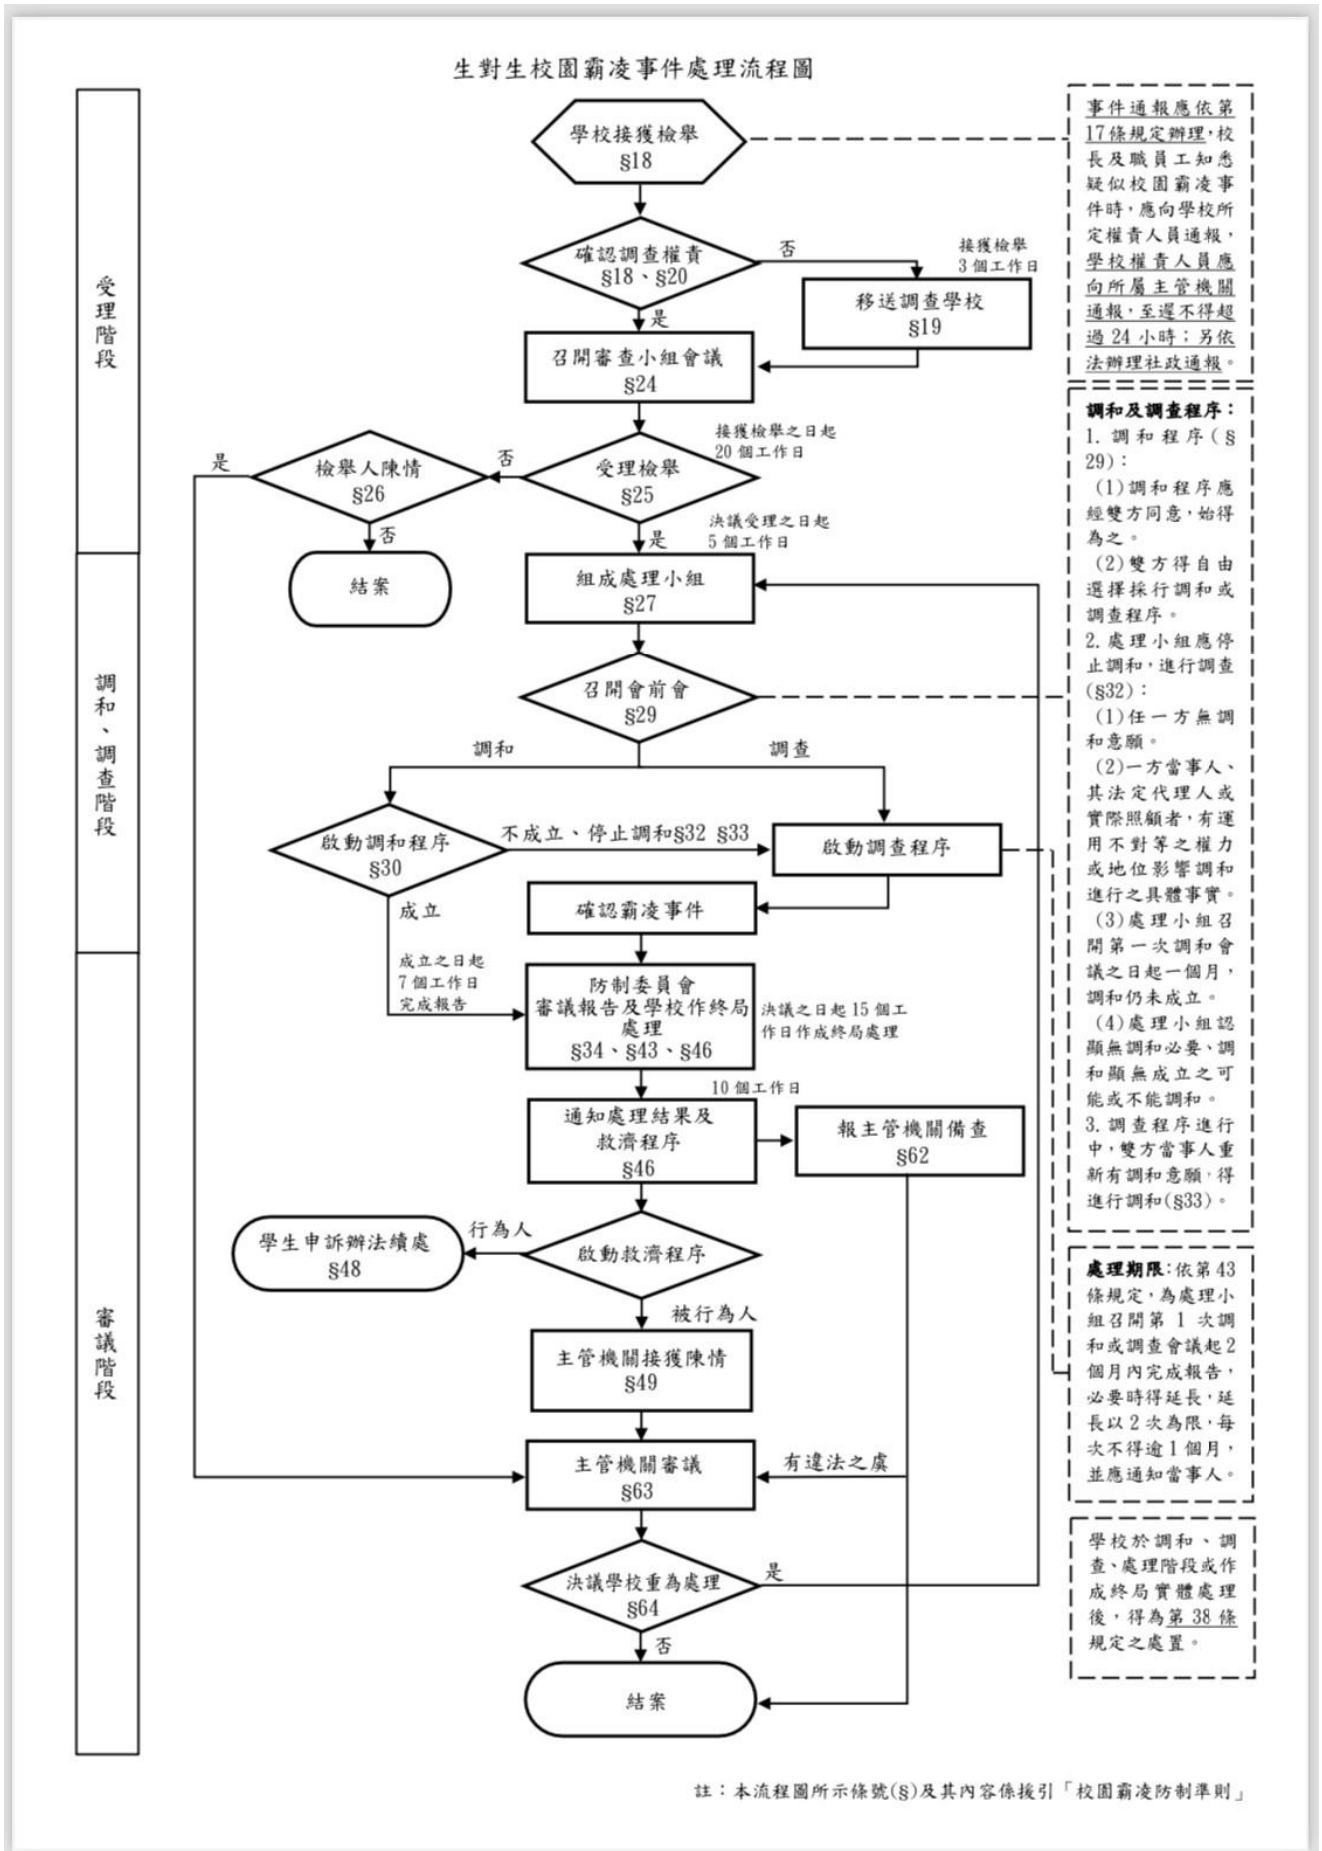 生對生校園霸凌事件處理流程圖
受理階段
調和、調查階段
審議階段
學校接獲檢舉
§18
確認調查權責
§18、§20
否
接獲檢舉
3 個工作日
移送調查學校
§19
是
召開審查小組會議
§24
接獲檢舉之日起
20 個工作日
受理檢舉
§25
否
檢舉人陳情
§26
是
否
結案
決議受理之日起
5 個工作日
是
組成處理小組
§27
召開會前會
§29
調和
調查
啟動調和程序
§30
不成立、停止調和§32 §33
啟動調查程序
成立
確認霸凌事件
成立之日起
7 個工作日
完成報告
防制委員會
審議報告及學校作終局
處理
§34、§43、§46
決議之日起 15 個工
作日作成終局處理
10 個工作日
通知處理結果及
救濟程序
§46
報主管機關備查
§62
啟動救濟程序
行為人
學生申訴辦法續處
§48
被行為人
主管機關接獲陳情
§49
主管機關審議
§63
有違法之虞
決議學校重為處理
§64
是
否
結案
事件通報應依第
17條規定辦理,校
長及職員工知悉
疑似校園霸凌事
件時,應向學校所
定權責人員通報,
學校權責人員應
向所屬主管機關
通報,至遲不得超
過 24 小時;另依
法辦理社政通報。
調和及調查程序:
1. 調和程序(§
29):
(1)調和程序應
經雙方同意,始得
為之。
(2)雙方得自由
選擇採行調和或
調查程序。
2. 處理小組應停
止調和,進行調查
(§32):
(1)任一方無調
和意願。
(2)一方當事人、
其法定代理人或
實際照顧者,有運
用不對等之權力
或地位影響調和
進行之具體事實。
(3)處理小組召
開第一次調和會
議之日起一個月,
調和仍未成立。
(4)處理小組認
顯無調和必要、調
和顯無成立之可
能或不能調和。
3. 調查程序進行
中,雙方當事人重
新有調和意願,得
進行調和(§33)。
處理期限:依第 43
條規定,為處理小
組召開第 1 次調
和或調查會議起 2
個月內完成報告,
必要時得延長,延
長以 2 次為限,每
次不得逾 1 個月,
並應通知當事人。
學校於調和、調
查、處理階段或作
成終局實體處理
後,得為第 38 條
規定之處置。
註:本流程圖所示條號(§)及其內容係援引「校園霸凌防制準則」